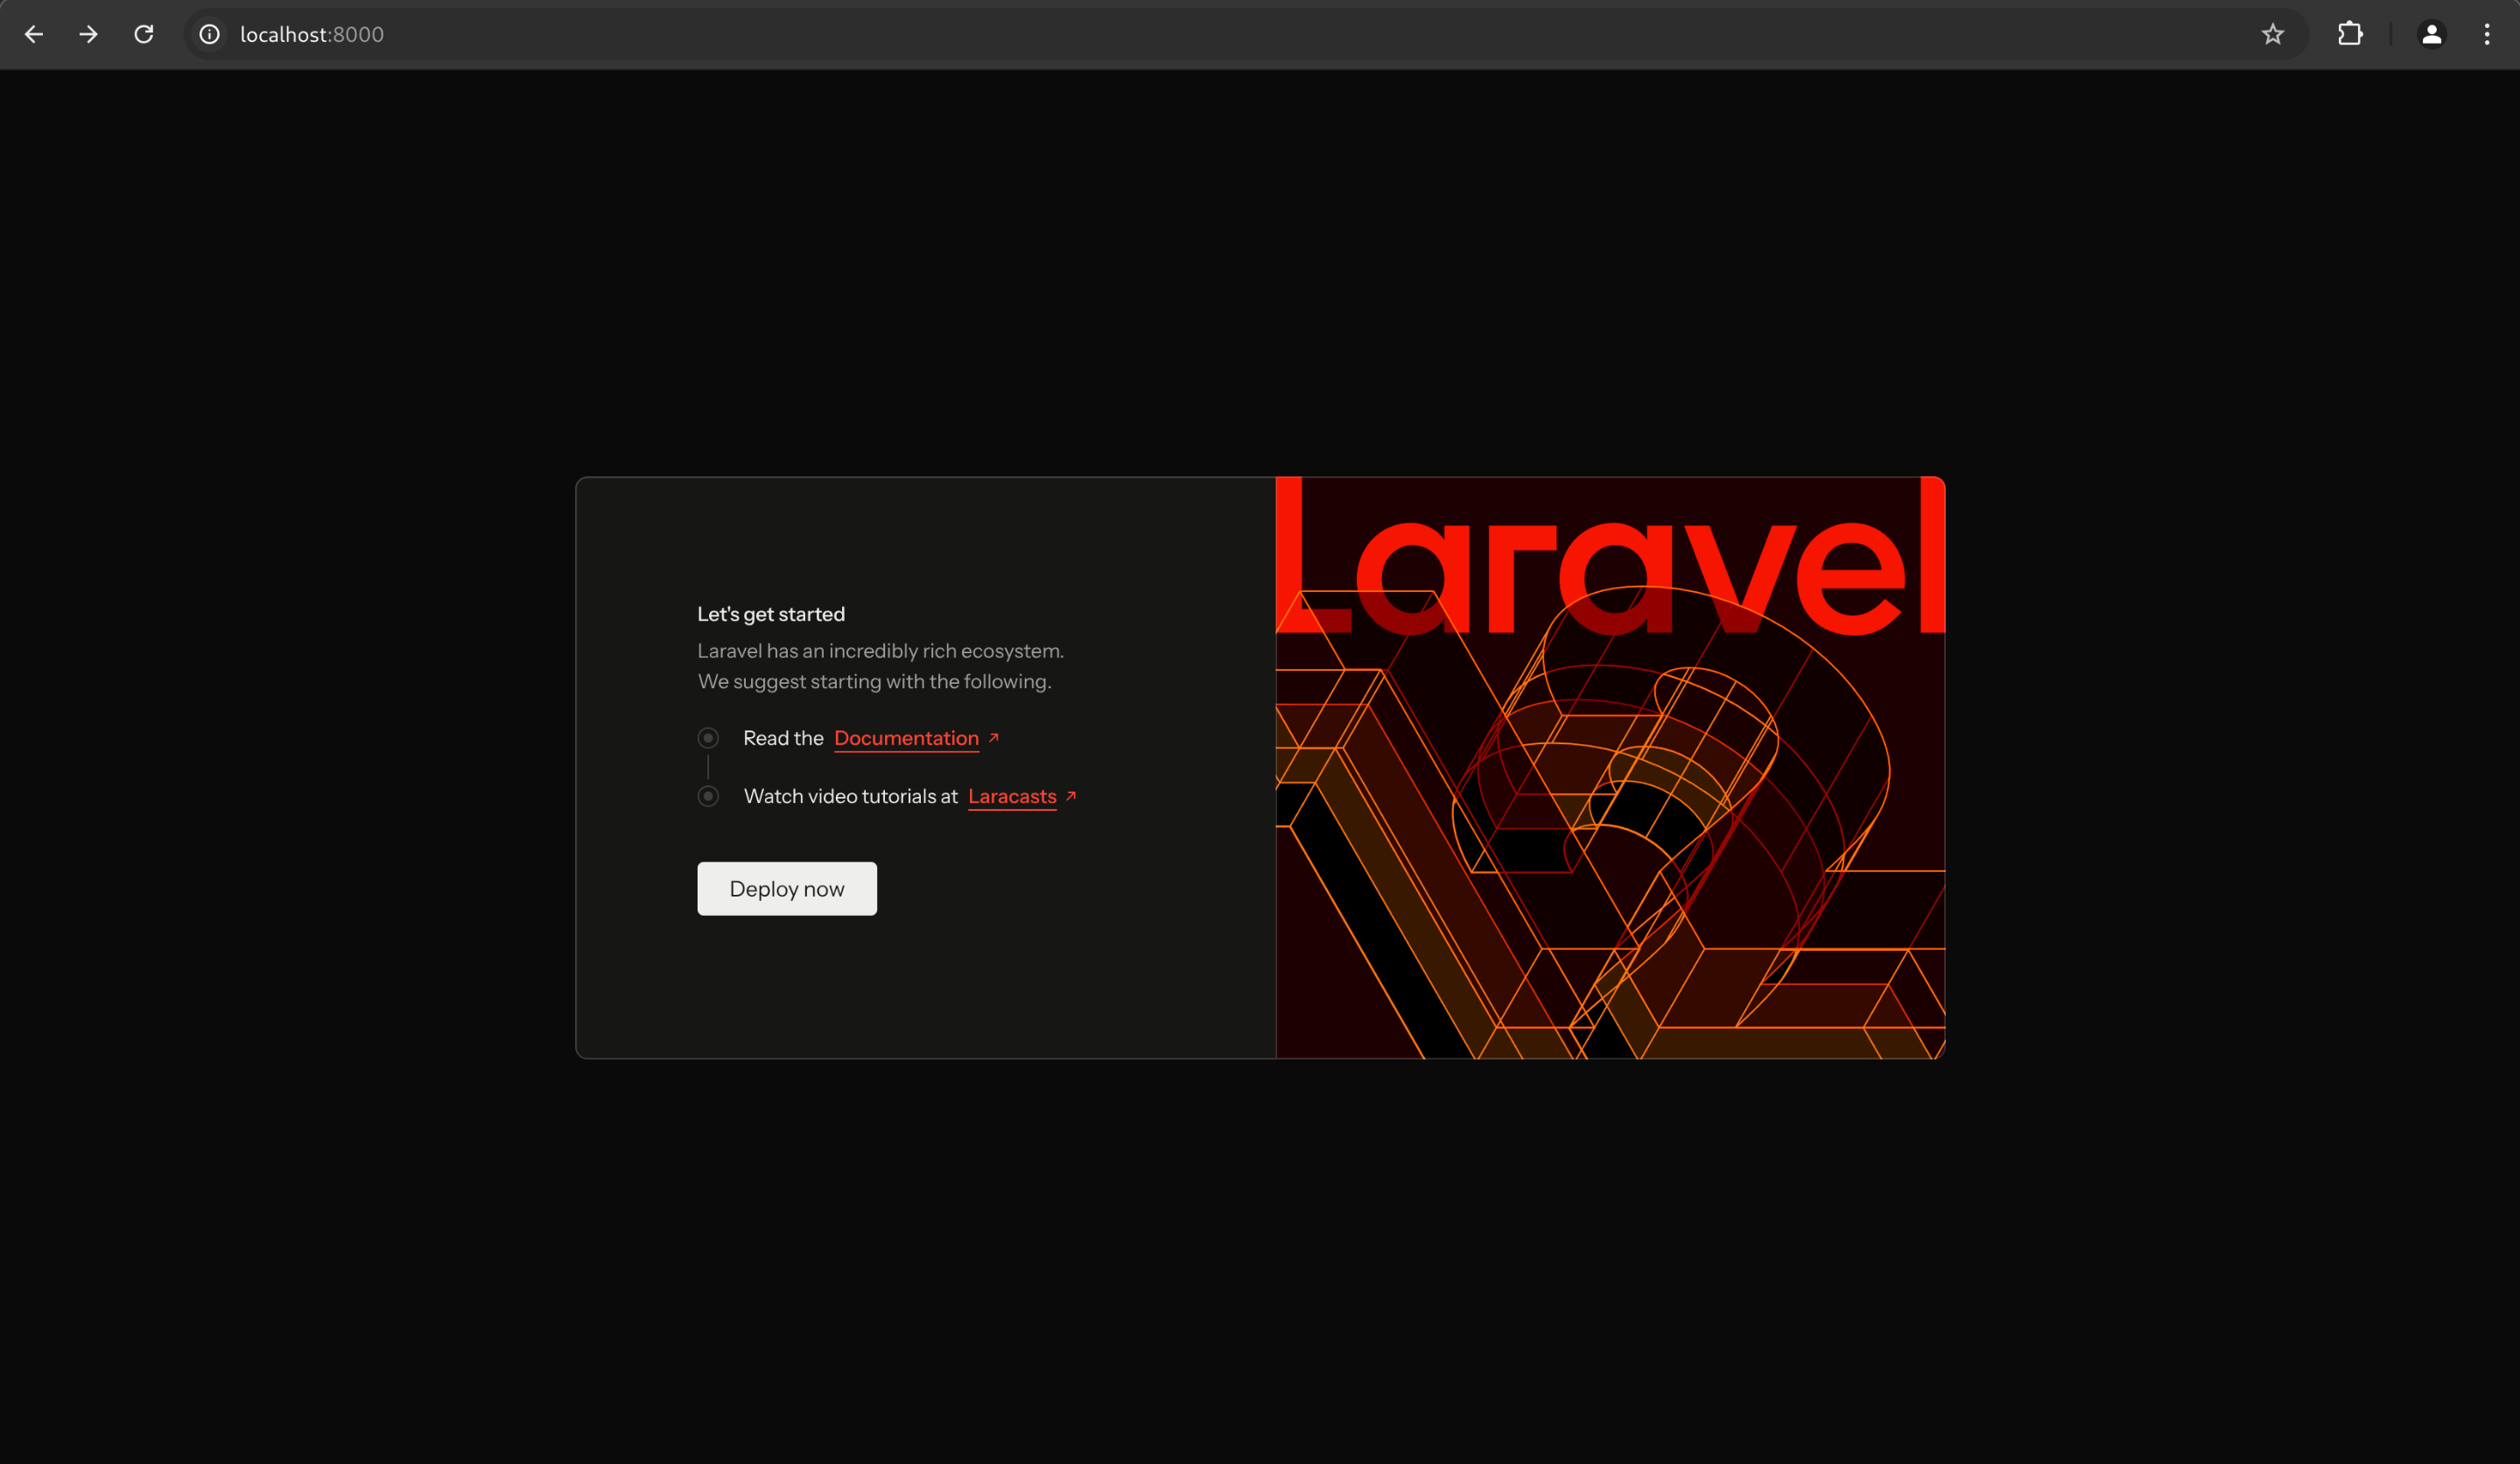 localhost:8000
Laravel
Let's get started
Laravel has an incredibly rich ecosystem.
We suggest starting with the following.
Read the Documentation
Watch video tutorials at Laracasts
Deploy now